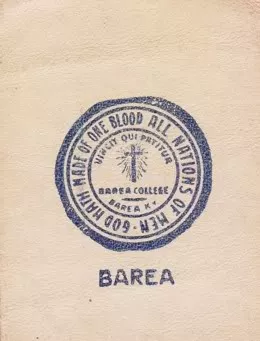 GOD HATH MADE OF ONE BLOOD ALL NATIONS OF MEN
VINCIT QUI PATITUR
BAREA COLLEGE
BAREA KY
BAREA